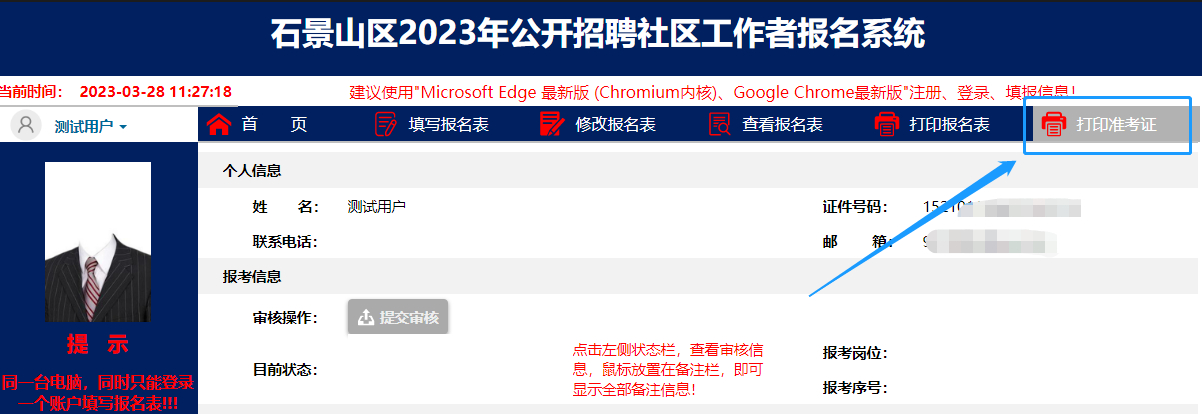 石景山区2023年公开招聘社区工作者报名系统
当前时间： 2023-03-28 11:27:18 建议使用"Microsoft Edge 最新版 (Chromium内核)、Google Chrome最新版"注册、登录、填报信息！
测试用户 首 页 填写报名表 修改报名表 查看报名表 打印报名表 打印准考证
个人信息
姓 名： 测试用户 证件号码：
联系电话： 邮 箱：
报考信息
审核操作： 提交审核
目前状态：
点击左侧状态栏，查看审核信
息，鼠标放置在备注栏，即可
显示全部备注信息！
报考岗位：
报考序号：
提 示
同一台电脑，同时只能登录
一个账户填写报名表!!!